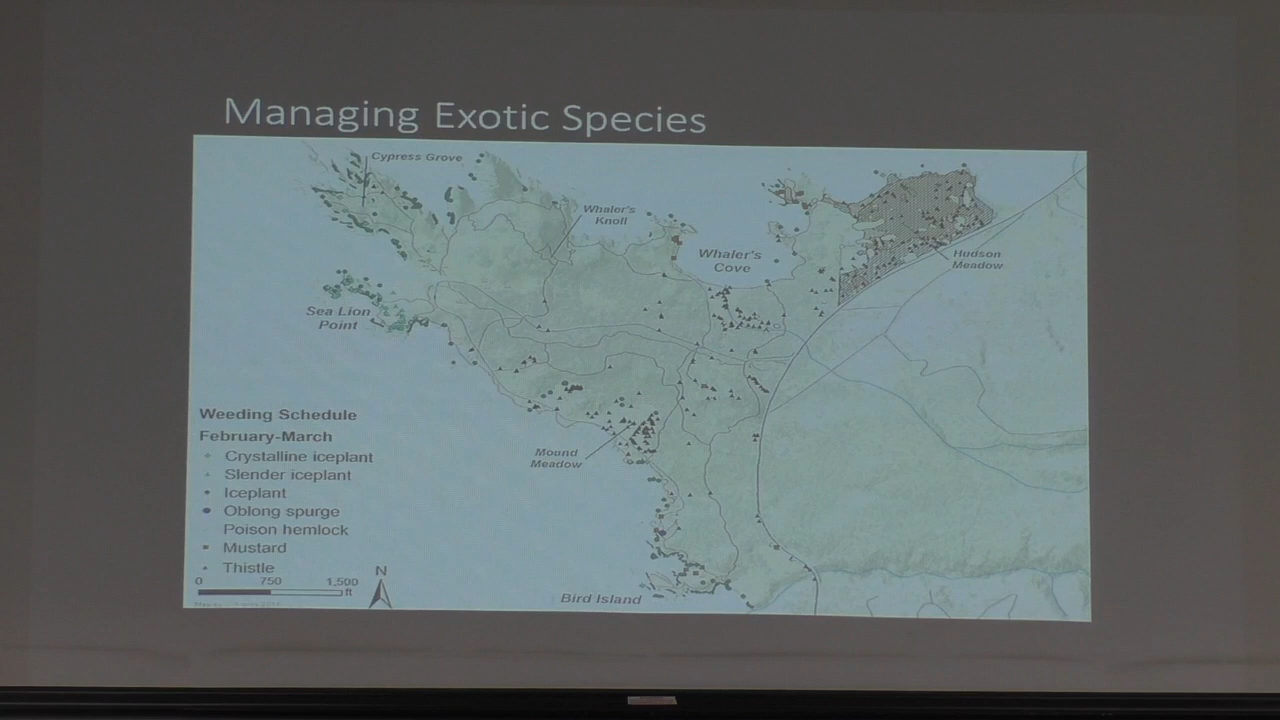 Managing Exotic Species
Cypress Grove
Whaler's
Knoll
Whaler's
Cove
Hudson
Meadow
Sea Lion
Point
Mound
Meadow
Bird Island
Weeding Schedule
February-March
Crystalline iceplant
Slender iceplant
Iceplant
Oblong spurge
Poison hemlock
Mustard
Thistle
0 750 1,500
ft
N